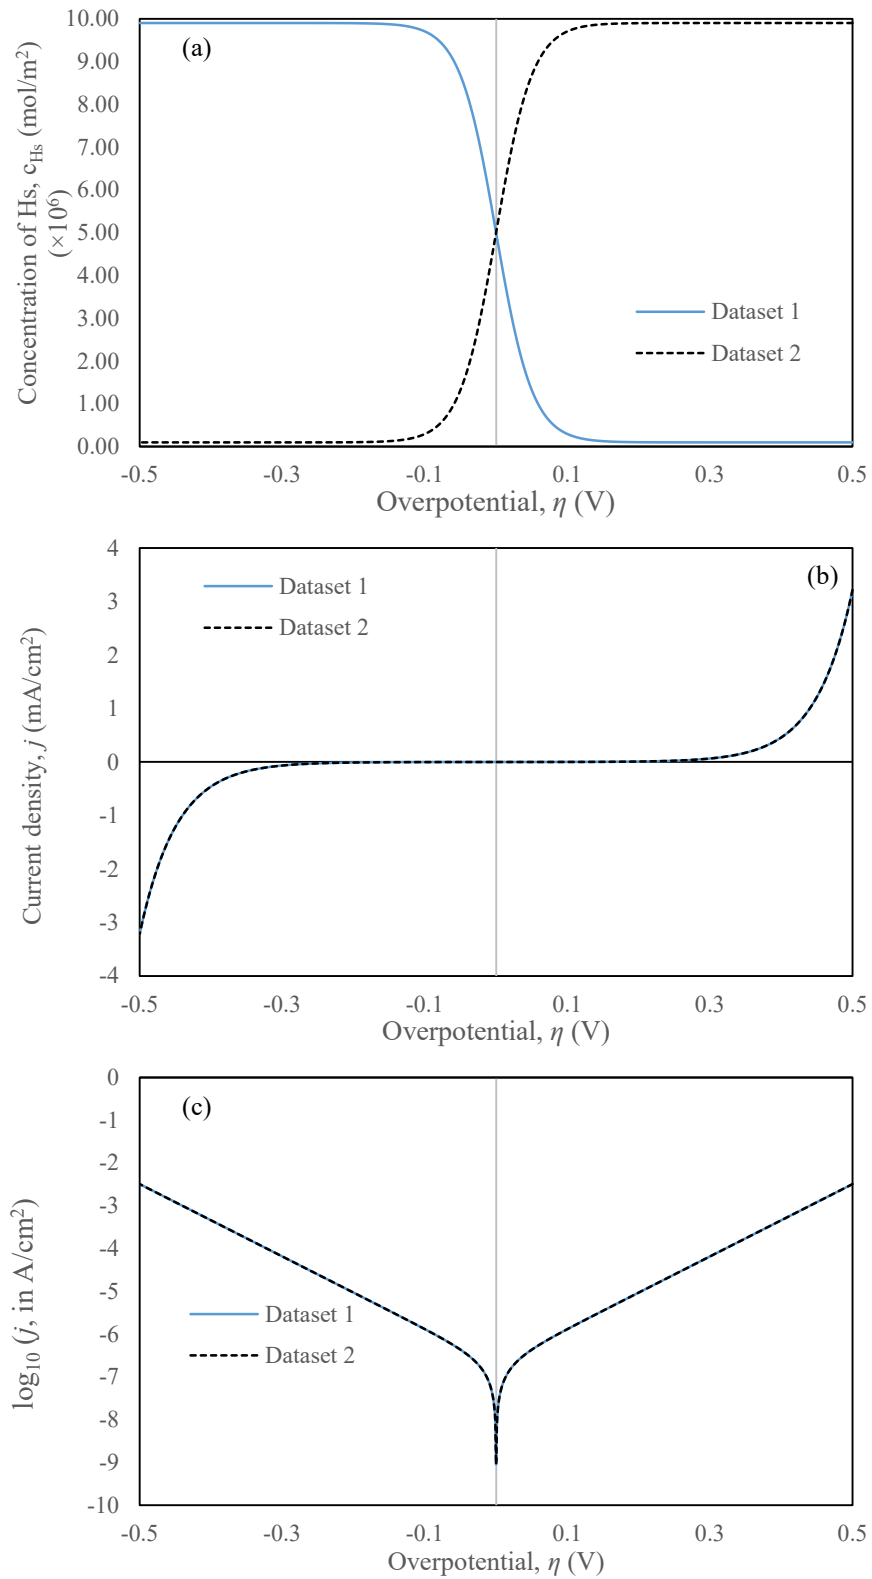 (a)
Concentration of Hs, c_Hs (mol/m²)
(×10⁶)
10.00
9.00
8.00
7.00
6.00
5.00
4.00
3.00
2.00
1.00
0.00
Dataset 1
Dataset 2
-0.5 -0.3 -0.1 0.1 0.3 0.5
Overpotential, η (V)
(b)
Current density, j (mA/cm²)
4
3
2
1
0
-1
-2
-3
-4
Dataset 1
Dataset 2
-0.5 -0.3 -0.1 0.1 0.3 0.5
Overpotential, η (V)
(c)
log₁₀ (j, in A/cm²)
0
-1
-2
-3
-4
-5
-6
-7
-8
-9
-10
Dataset 1
Dataset 2
-0.5 -0.3 -0.1 0.1 0.3 0.5
Overpotential, η (V)